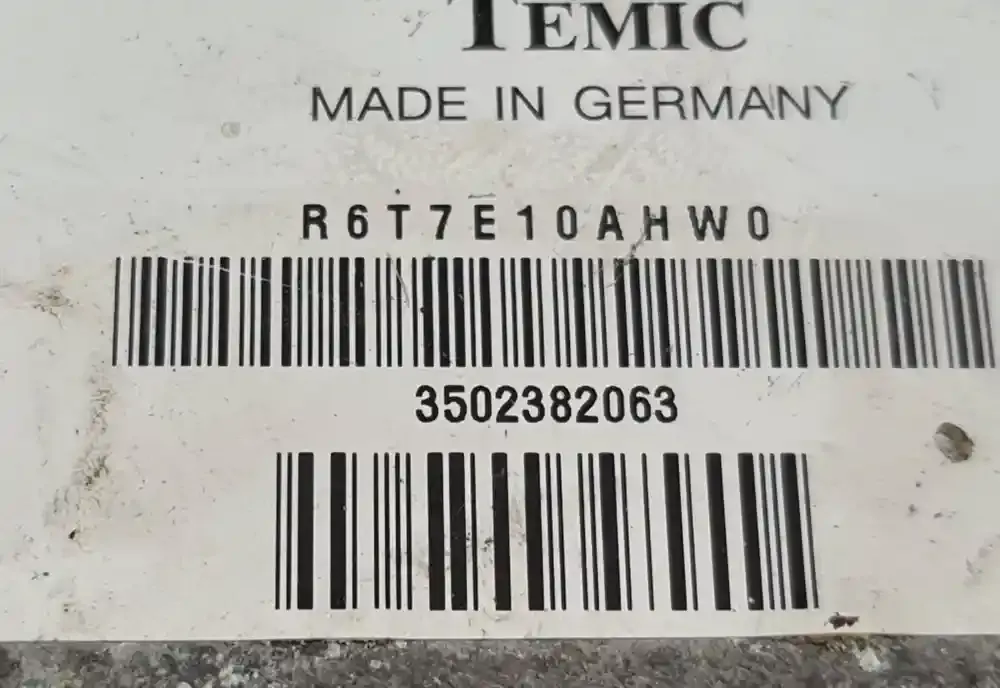 TEMIC
MADE IN GERMANY
R6T7E10AHW0
3502382063